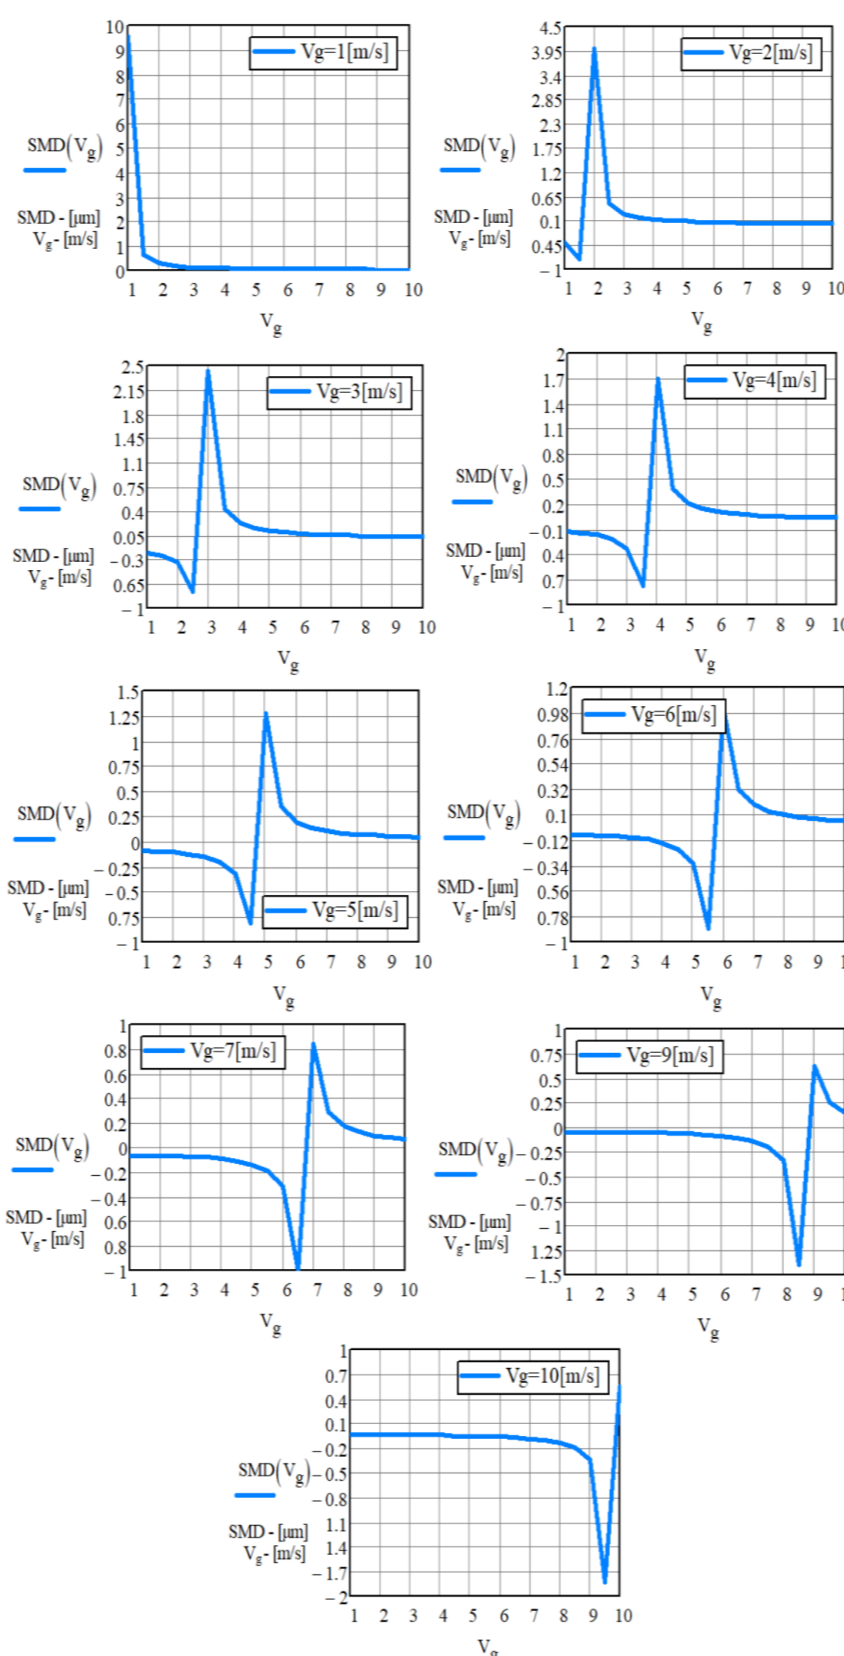 10
9
8
7
6
5
4
3
2
1
0
Vg=1[m/s]
SMD(Vg)
SMD - [μm]
Vg - [m/s]
1 2 3 4 5 6 7 8 9 10
Vg
4.5
3.95
3.4
2.85
2.3
1.75
1.2
0.65
0.1
0.45
− 1
Vg=2[m/s]
SMD(Vg)
SMD - [μm]
Vg - [m/s]
1 2 3 4 5 6 7 8 9 10
Vg
2.5
2.15
1.8
1.45
1.1
0.75
0.4
0.05
− 0.3
0.65
− 1
Vg=3[m/s]
SMD(Vg)
SMD - [μm]
Vg - [m/s]
1 2 3 4 5 6 7 8 9 10
Vg
2
1.7
1.4
1.1
0.8
0.5
0.2
− 0.1
0.4
0.7
− 1
Vg=4[m/s]
SMD(Vg)
SMD - [μm]
Vg - [m/s]
1 2 3 4 5 6 7 8 9 10
Vg
1.5
1.25
1
0.75
0.5
0.25
0
− 0.25
− 0.5
0.75
− 1
Vg=5[m/s]
SMD(Vg)
SMD - [μm]
Vg - [m/s]
1 2 3 4 5 6 7 8 9 10
Vg
1.2
0.98
0.76
0.54
0.32
0.1
− 0.12
− 0.34
0.56
0.78
− 1
Vg=6[m/s]
SMD(Vg)
SMD - [μm]
Vg - [m/s]
1 2 3 4 5 6 7 8 9 1
Vg
1
0.8
0.6
0.4
0.2
0
− 0.2
− 0.4
0.6
0.8
− 1
Vg=7[m/s]
SMD(Vg)
SMD - [μm]
Vg - [m/s]
1 2 3 4 5 6 7 8 9 10
Vg
1
0.75
0.5
0.25
0
− 0.25
− 0.5
− 0.75
− 1
1.25
− 1.5
Vg=9[m/s]
SMD(Vg)
SMD - [μm]
Vg - [m/s]
1 2 3 4 5 6 7 8 9 1
Vg
1
0.7
0.4
0.1
− 0.2
− 0.5
− 0.8
1.1
1.4
− 1.7
− 2
Vg=10[m/s]
SMD(Vg)
SMD - [μm]
Vg - [m/s]
1 2 3 4 5 6 7 8 9 10
Vg